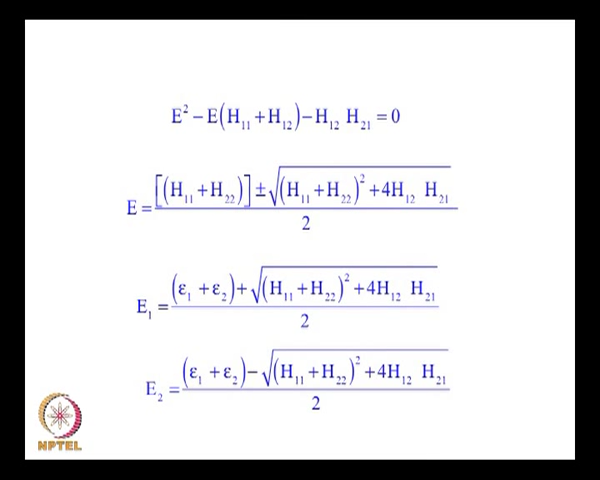 E² − E(H₁₁ + H₁₂) − H₁₂ H₂₁ = 0
E = [(H₁₁ + H₂₂)] ± √(H₁₁ + H₂₂)² + 4H₁₂ H₂₁ / 2
E₁ = (ε₁ + ε₂) + √(H₁₁ + H₂₂)² + 4H₁₂ H₂₁ / 2
E₂ = (ε₁ + ε₂) − √(H₁₁ + H₂₂)² + 4H₁₂ H₂₁ / 2
NPTEL